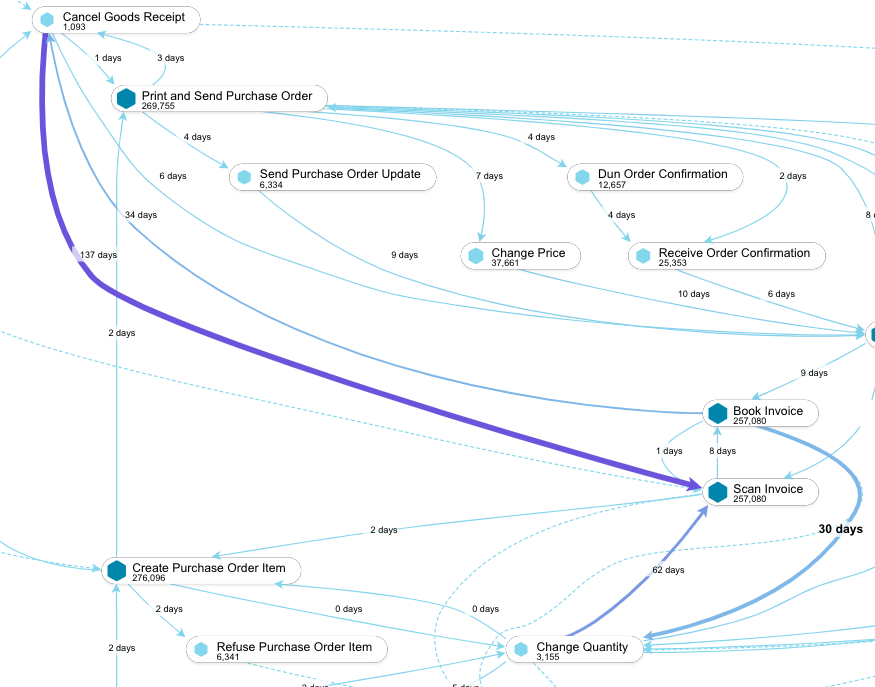 Cancel Goods Receipt
1,093
1 days
3 days
Print and Send Purchase Order
269,755
4 days
4 days
Send Purchase Order Update
6,334
6 days
7 days
Dun Order Confirmation
12,657
2 days
34 days
4 days
8 d
137 days
9 days
Change Price
37,661
Receive Order Confirmation
25,353
10 days
6 days
2 days
9 days
Book Invoice
257,080
1 days
8 days
Scan Invoice
257,080
2 days
30 days
Create Purchase Order Item
276,096
62 days
2 days
0 days
0 days
2 days
Refuse Purchase Order Item
6,341
Change Quantity
3,155